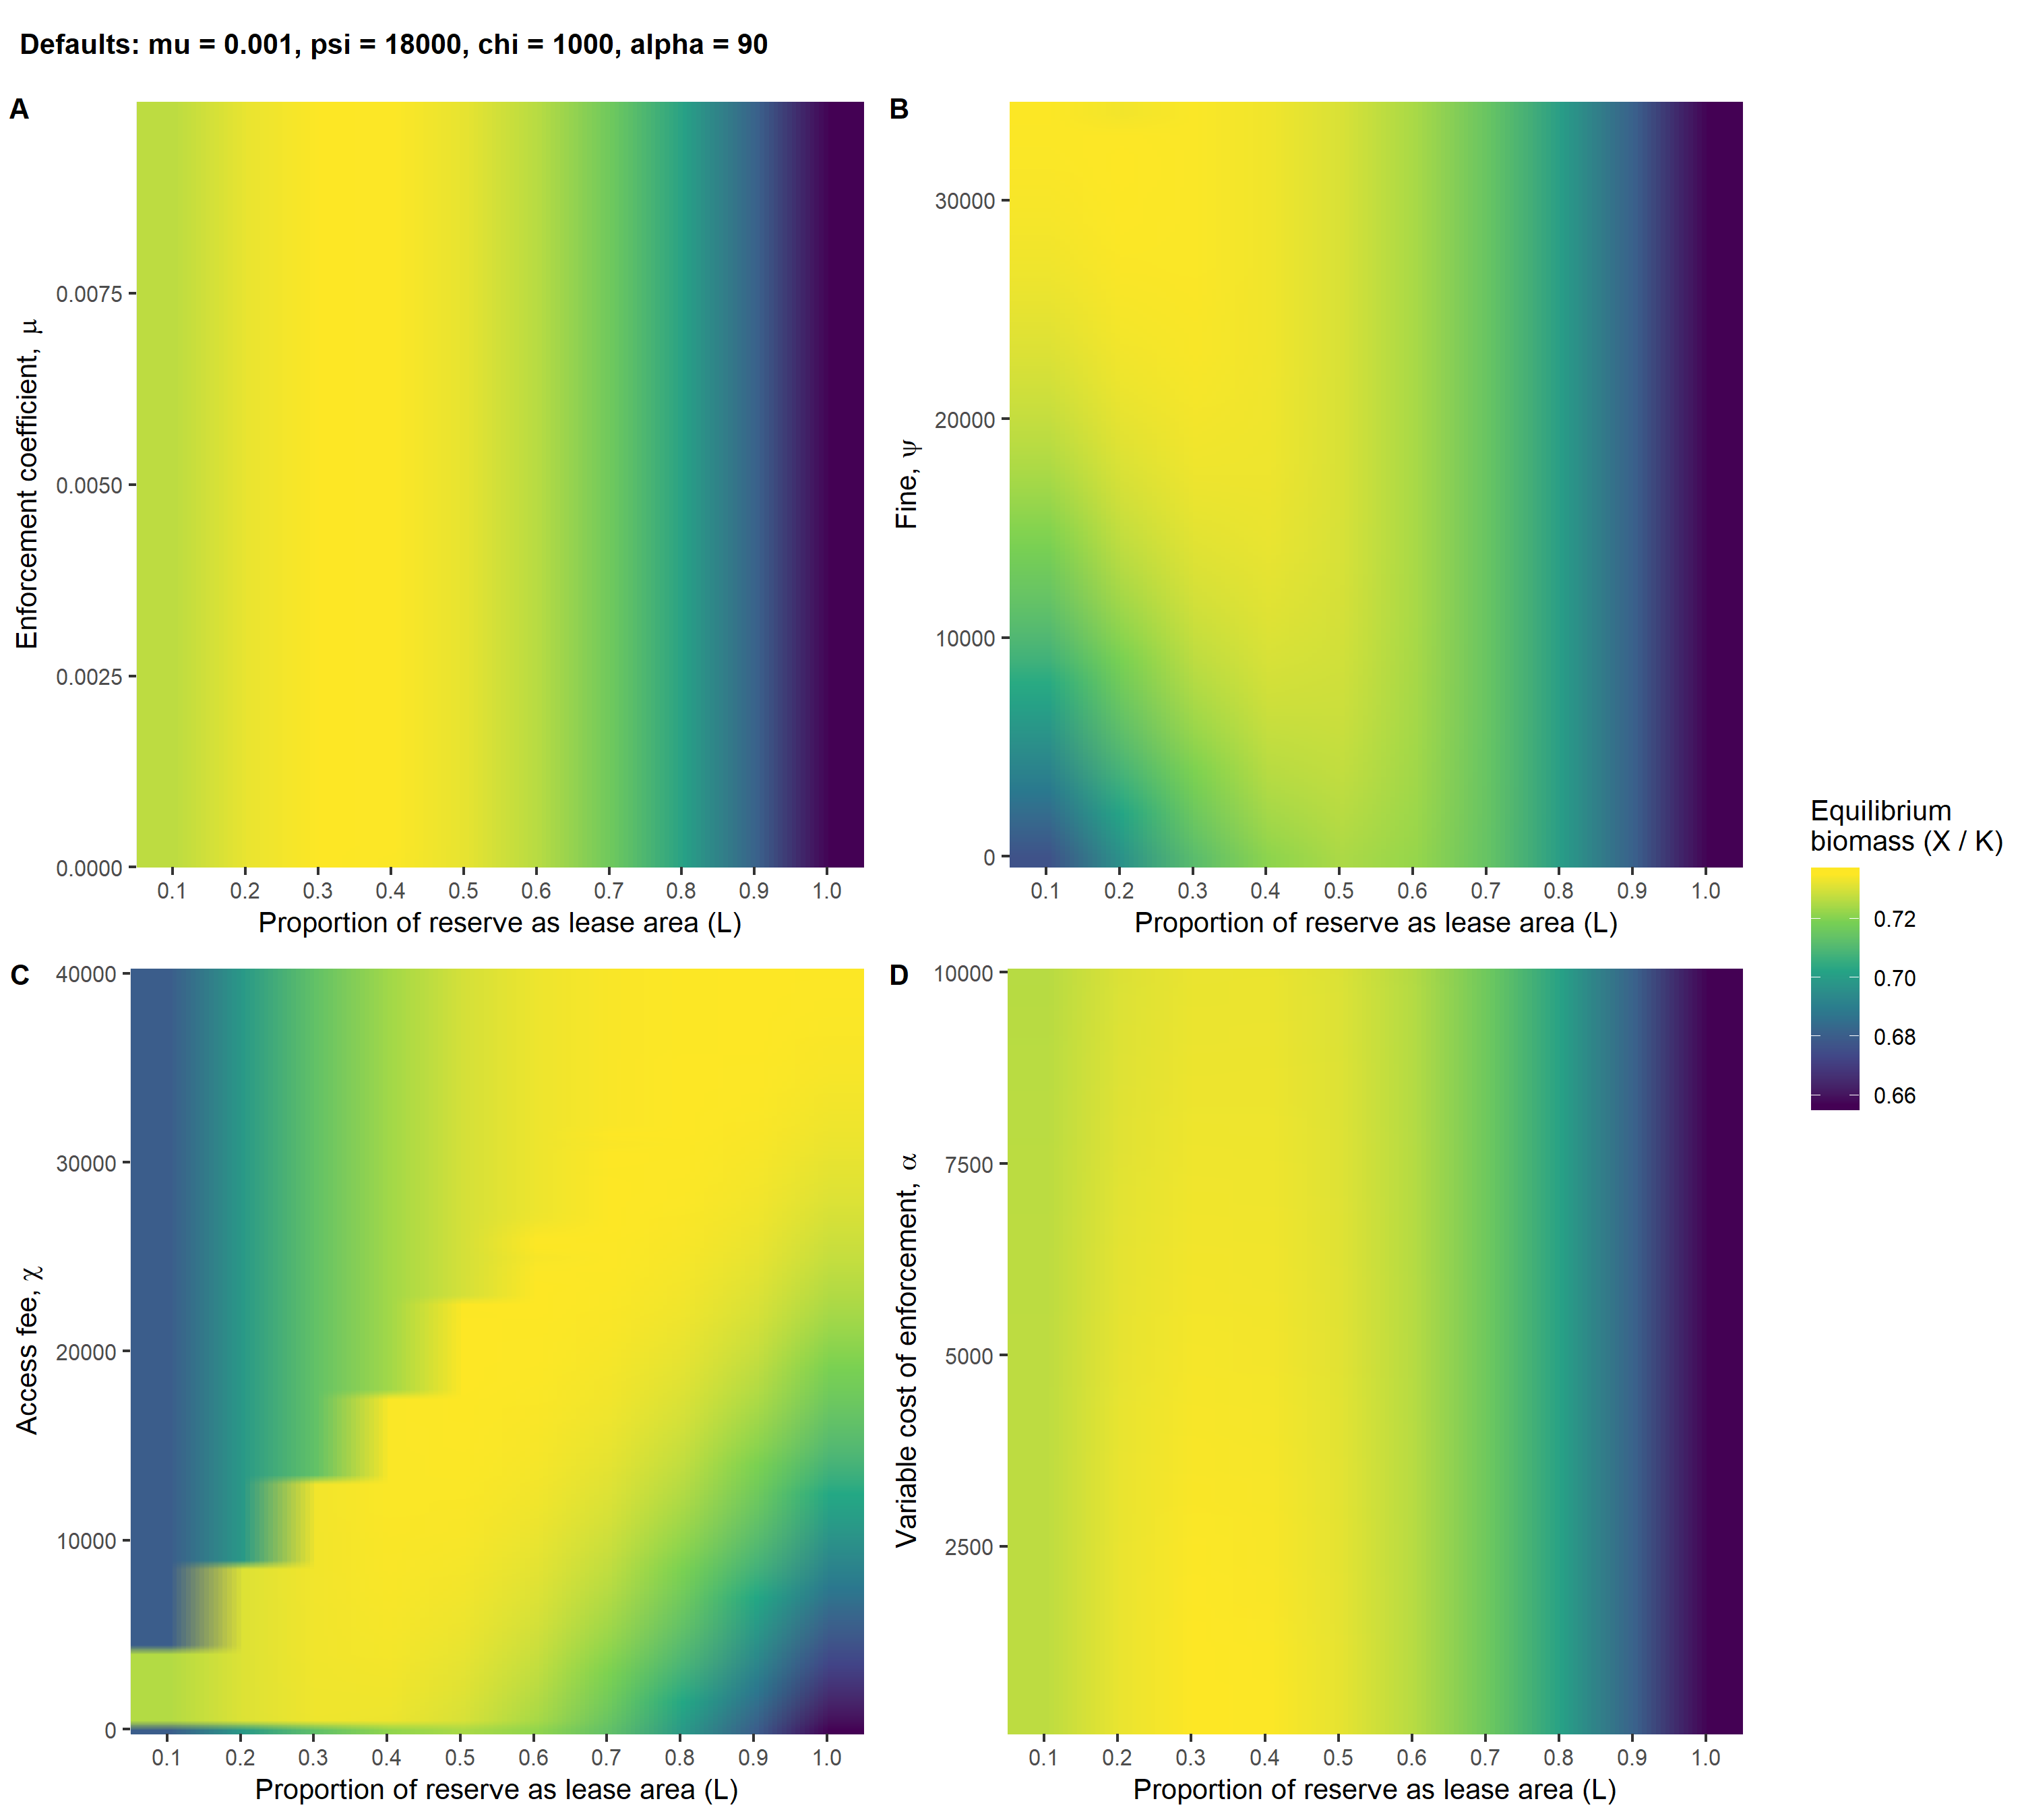 Defaults: mu = 0.001, psi = 18000, chi = 1000, alpha = 90
A
0.0075
0.0050
0.0025
0.0000
Enforcement coefficient, μ
0.1 0.2 0.3 0.4 0.5 0.6 0.7 0.8 0.9 1.0
Proportion of reserve as lease area (L)
B
30000
20000
10000
0
Fine, ψ
0.1 0.2 0.3 0.4 0.5 0.6 0.7 0.8 0.9 1.0
Proportion of reserve as lease area (L)
Equilibrium
biomass (X / K)
0.72
0.70
0.68
0.66
C
40000
30000
20000
10000
0
Access fee, χ
0.1 0.2 0.3 0.4 0.5 0.6 0.7 0.8 0.9 1.0
Proportion of reserve as lease area (L)
D
10000
7500
5000
2500
Variable cost of enforcement, α
0.1 0.2 0.3 0.4 0.5 0.6 0.7 0.8 0.9 1.0
Proportion of reserve as lease area (L)